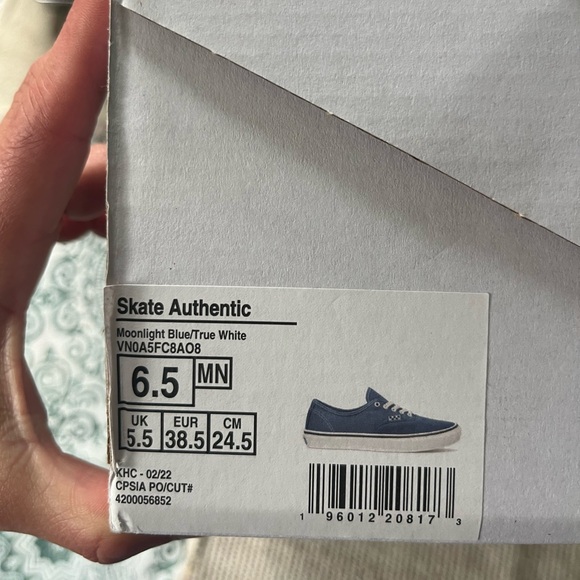 Skate Authentic
Moonlight Blue/True White
VN0A5FC8AO8
6.5 MN
UK EUR CM
5.5 38.5 24.5
KHC - 02/22
CPSIA PO/CUT#
4200056852
1 96012 20817 3